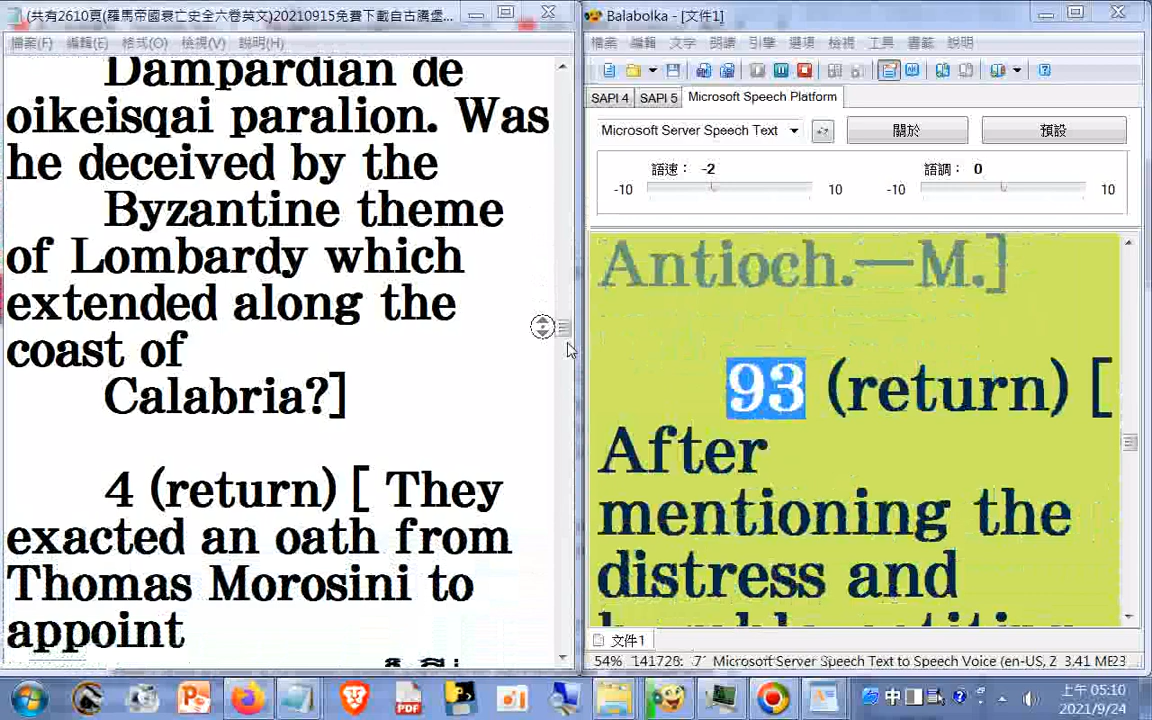 (共有2610頁(羅馬帝國衰亡史全六卷英文)20210915免費下載自古騰堡...
檔案(F) 編輯(E) 格式(O) 檢視(V) 說明(H)
Dampardian de
oikeisqai paralion. Was
he deceived by the
Byzantine theme
of Lombardy which
extended along the
coast of
Calabria?]
4 (return) [ They
exacted an oath from
Thomas Morosini to
appoint
Balabolka - [文件1]
檔案 編輯 文字 朗讀 引擎 選項 檢視 工具 書籤 說明
SAPI 4 SAPI 5 Microsoft Speech Platform
Microsoft Server Speech Text 關於 預設
語速： -2 語調： 0
-10 10 -10 10
Antioch.—M.]
93 (return) [
After
mentioning the
distress and
文件1
54% 141728: Microsoft Server Speech Text to Speech Voice (en-US, 2 3,41 ME23
中
上午 05:10
2021/9/24